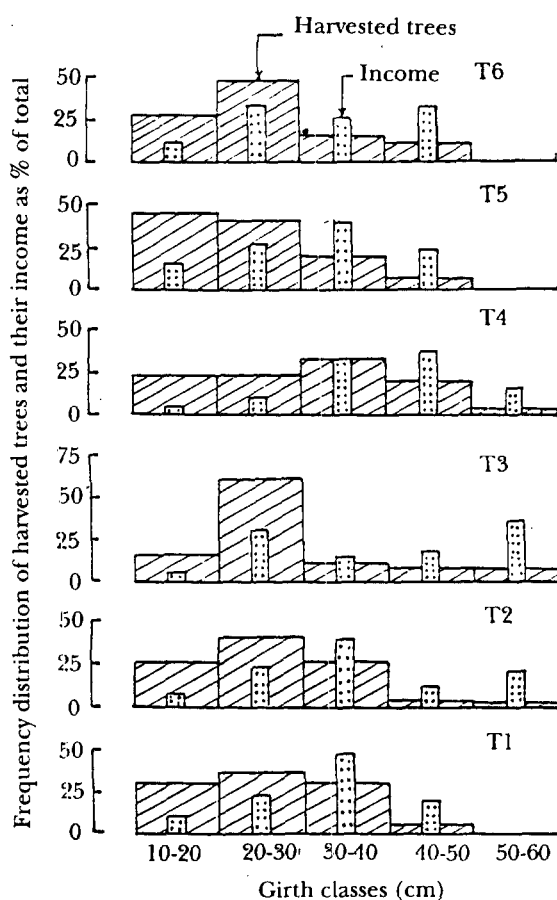 Harvested trees
Income
T6
50
25
0
T5
50
25
0
T4
50
25
0
T3
75
50
25
0
T2
50
25
0
T1
50
25
0
10-20 20-30 30-40 40-50 50-60
Girth classes (cm)
Frequency distribution of harvested trees and their income as % of total